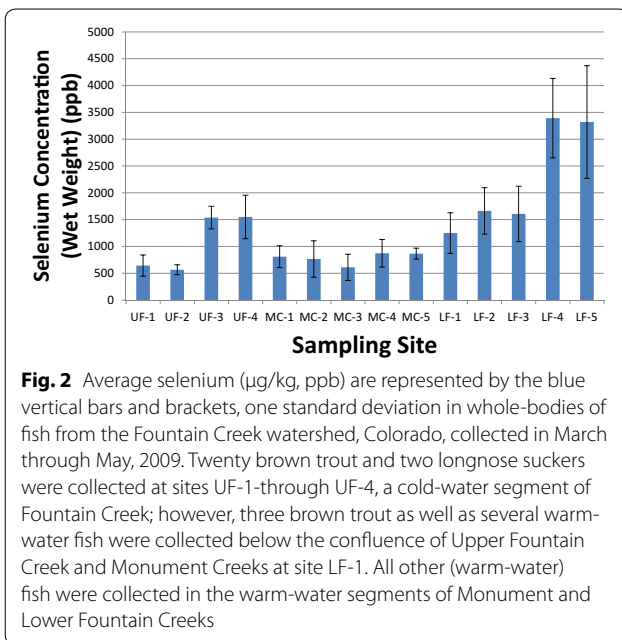 5000
4500
4000
3500
3000
2500
2000
1500
1000
500
0
Selenium Concentration
(Wet Weight) (ppb)
UF-1 UF-2 UF-3 UF-4 MC-1 MC-2 MC-3 MC-4 MC-5 LF-1 LF-2 LF-3 LF-4 LF-5
Sampling Site
Fig. 2 Average selenium (µg/kg, ppb) are represented by the blue
vertical bars and brackets, one standard deviation in whole-bodies of
fish from the Fountain Creek watershed, Colorado, collected in March
through May, 2009. Twenty brown trout and two longnose suckers
were collected at sites UF-1-through UF-4, a cold-water segment of
Fountain Creek; however, three brown trout as well as several warm-
water fish were collected below the confluence of Upper Fountain
Creek and Monument Creeks at site LF-1. All other (warm-water)
fish were collected in the warm-water segments of Monument and
Lower Fountain Creeks